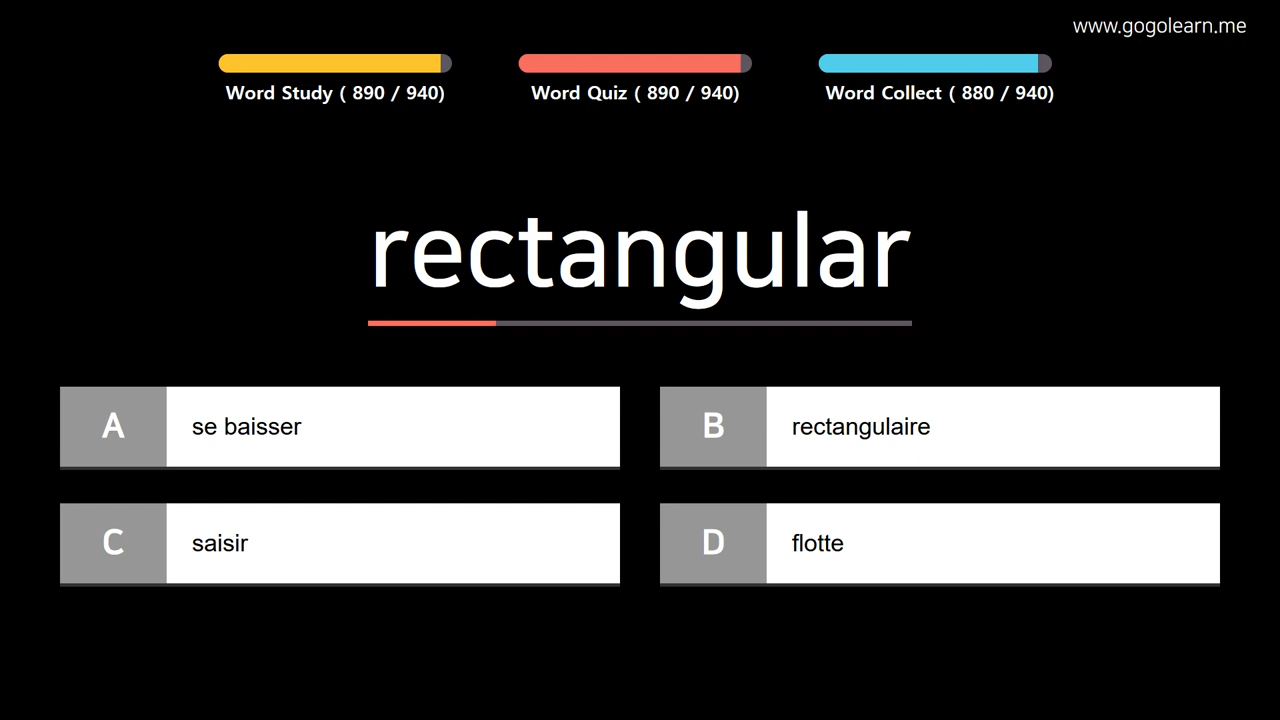 www.gogolearn.me
Word Study ( 890 / 940)
Word Quiz ( 890 / 940)
Word Collect ( 880 / 940)
rectangular
A
se baisser
B
rectangulaire
C
saisir
D
flotte